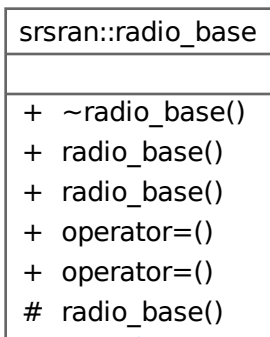 srsran::radio_base
+ ~radio_base()
+ radio_base()
+ radio_base()
+ operator=()
+ operator=()
# radio_base()